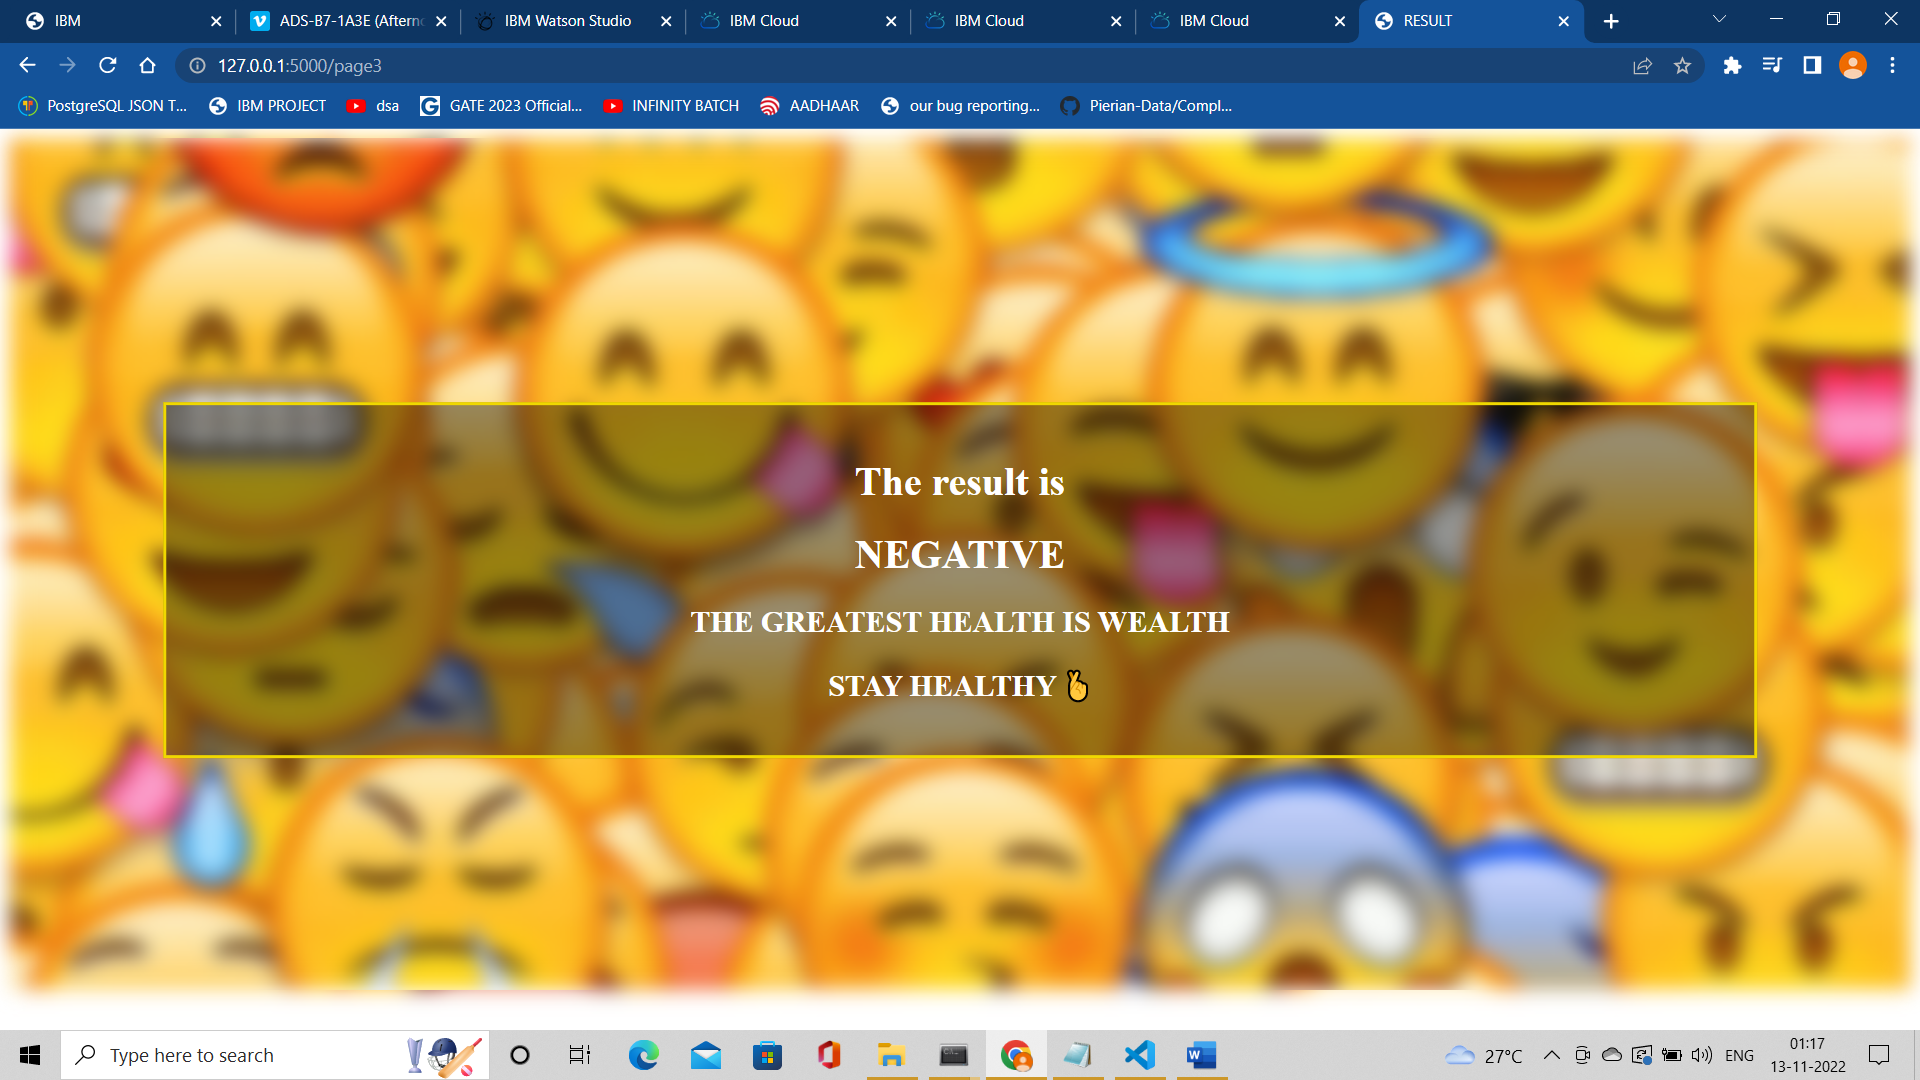 IBM
ADS-B7-1A3E (Afterno
IBM Watson Studio
IBM Cloud
IBM Cloud
IBM Cloud
RESULT
127.0.0.1:5000/page3
PostgreSQL JSON T...
IBM PROJECT
dsa
GATE 2023 Official...
INFINITY BATCH
AADHAAR
our bug reporting...
Pierian-Data/Compl...
The result is
NEGATIVE
THE GREATEST HEALTH IS WEALTH
STAY HEALTHY 🤞
Type here to search
27°C
ENG
01:17
13-11-2022